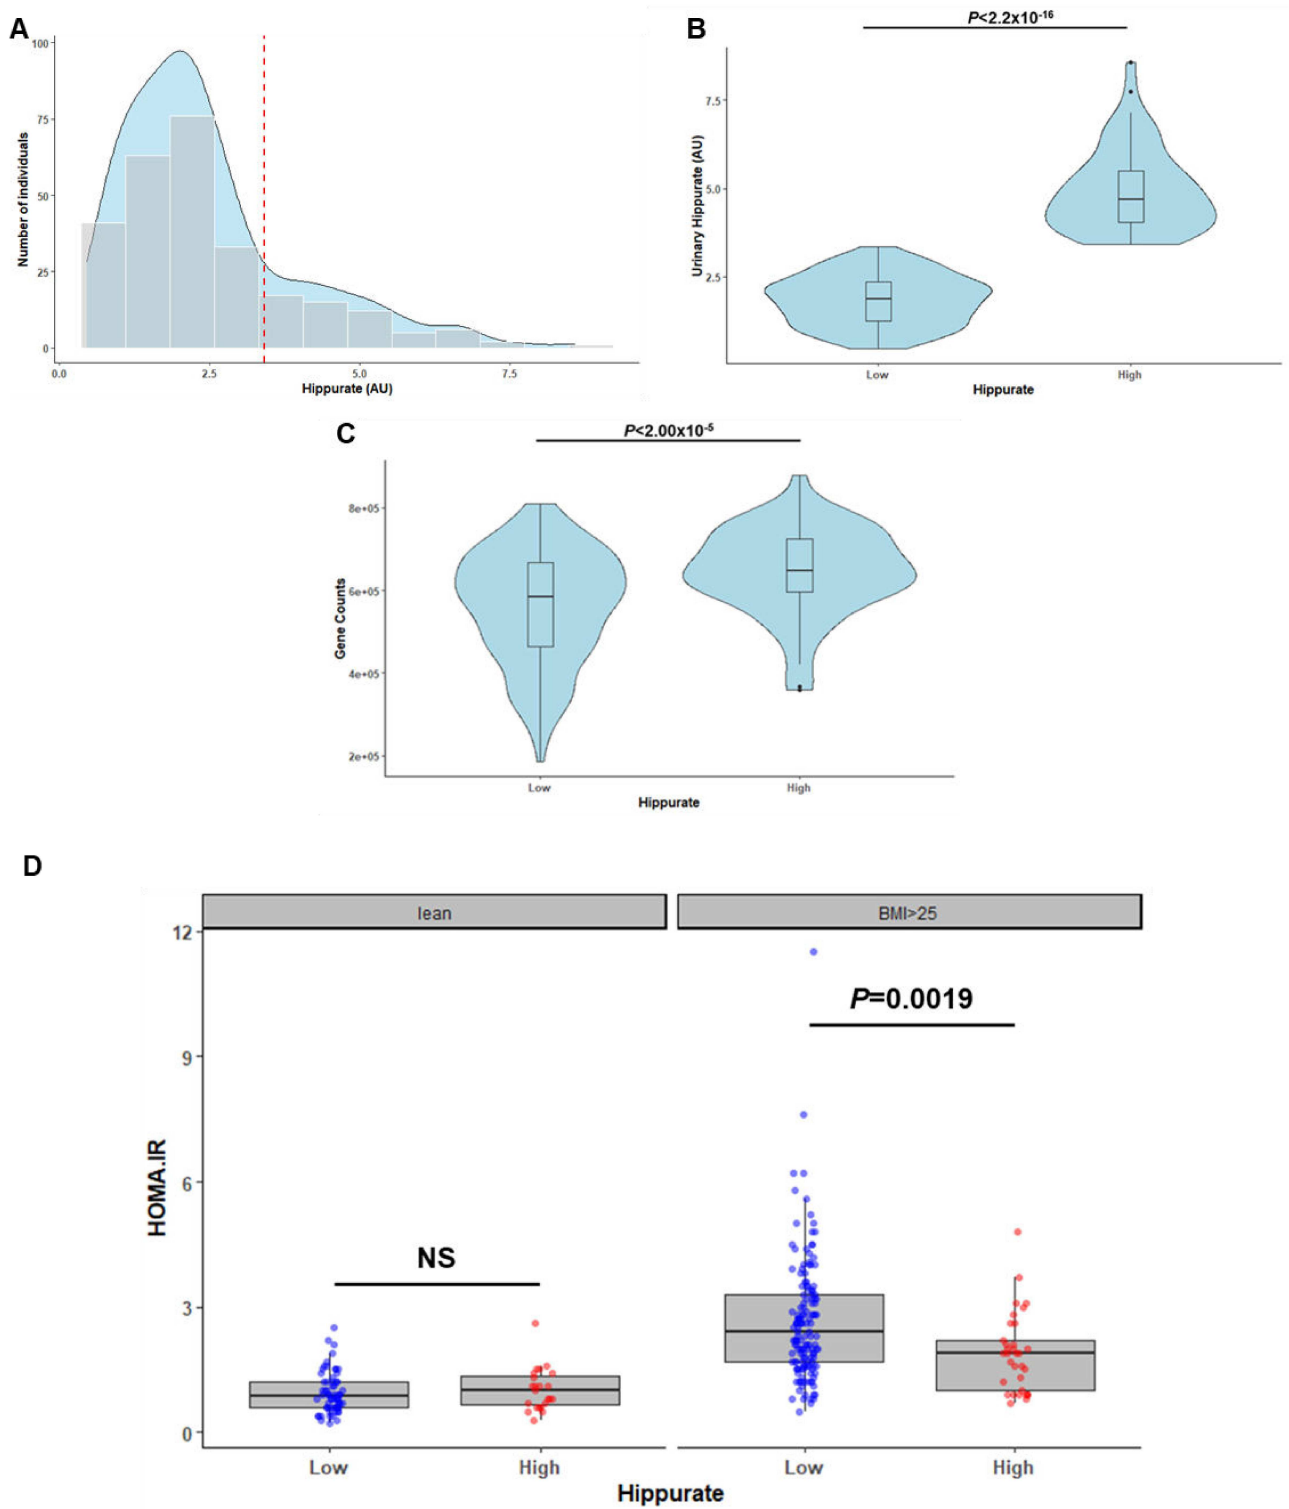 A
100
75
50
25
0
Number of individuals
0.0 2.5 5.0 7.5
Hippurate (AU)
B
P<2.2x10-16
7.5
5.0
2.5
Urinary Hippurate (AU)
Low High
Hippurate
C
P<2.00x10-5
8e+05
6e+05
4e+05
2e+05
Gene Counts
Low High
Hippurate
D
lean BMI>25
12
9
6
3
0
HOMA.IR
P=0.0019
NS
Low High Low High
Hippurate